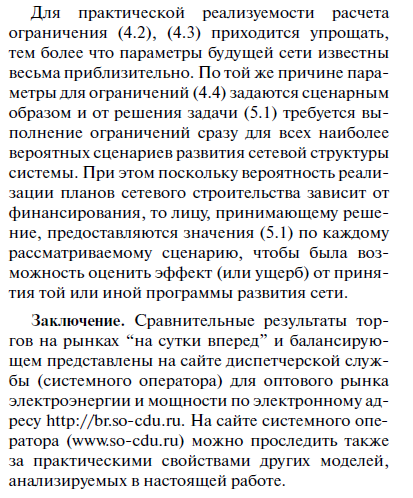 Для практической реализуемости расчета
ограничения (4.2), (4.3) приходится упрощать,
тем более что параметры будущей сети известны
весьма приблизительно. По той же причине пара-
метры для ограничений (4.4) задаются сценарным
образом и от решения задачи (5.1) требуется вы-
полнение ограничений сразу для всех наиболее
вероятных сценариев развития сетевой структуры
системы. При этом поскольку вероятность реали-
зации планов сетевого строительства зависит от
финансирования, то лицу, принимающему реше-
ние, предоставляются значения (5.1) по каждому
рассматриваемому сценарию, чтобы была воз-
можность оценить эффект (или ущерб) от приня-
тия той или иной программы развития сети.
Заключение. Сравнительные результаты тор-
гов на рынках “на сутки вперед” и балансирую-
щем представлены на сайте диспетчерской служ-
бы (системного оператора) для оптового рынка
электроэнергии и мощности по электронному ад-
ресу http://br.so-cdu.ru. На сайте системного опе-
ратора (www.so-cdu.ru) можно проследить также
за практическими свойствами других моделей,
анализируемых в настоящей работе.